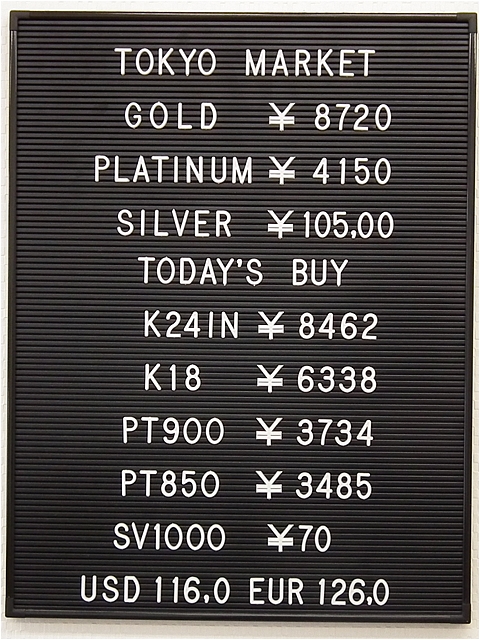 TOKYO MARKET
GOLD ¥ 8720
PLATINUM ¥ 4150
SILVER ¥105,00
TODAY'S BUY
K24IN ¥ 8462
K18 ¥ 6338
PT900 ¥ 3734
PT850 ¥ 3485
SV1000 ¥70
USD 116,0 EUR 126,0